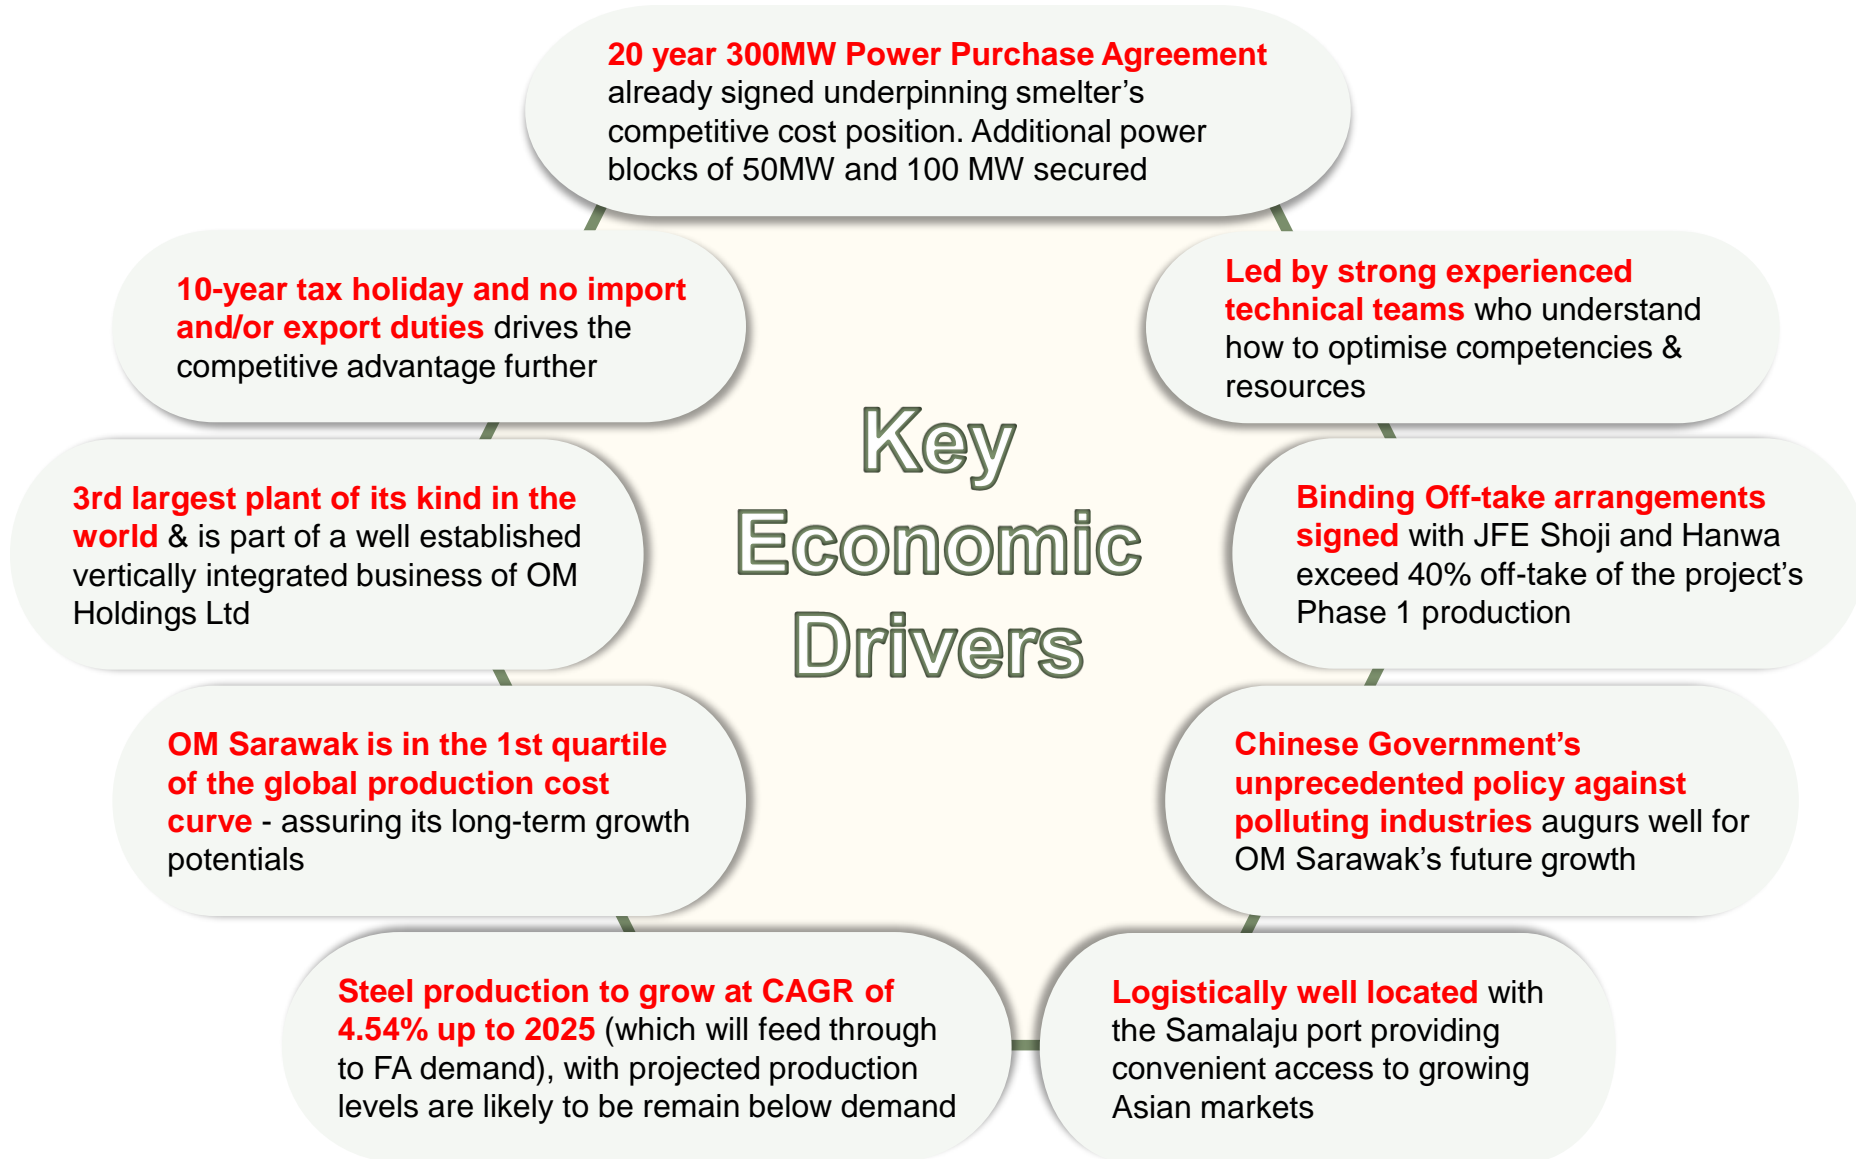 20 year 300MW Power Purchase Agreement
already signed underpinning smelter’s
competitive cost position. Additional power
blocks of 50MW and 100 MW secured
10-year tax holiday and no import
and/or export duties drives the
competitive advantage further
Led by strong experienced
technical teams who understand
how to optimise competencies &
resources
Key
Economic
Drivers
3rd largest plant of its kind in the
world & is part of a well established
vertically integrated business of OM
Holdings Ltd
Binding Off-take arrangements
signed with JFE Shoji and Hanwa
exceed 40% off-take of the project’s
Phase 1 production
OM Sarawak is in the 1st quartile
of the global production cost
curve - assuring its long-term growth
potentials
Chinese Government’s
unprecedented policy against
polluting industries augurs well for
OM Sarawak’s future growth
Steel production to grow at CAGR of
4.54% up to 2025 (which will feed through
to FA demand), with projected production
levels are likely to be remain below demand
Logistically well located with
the Samalaju port providing
convenient access to growing
Asian markets